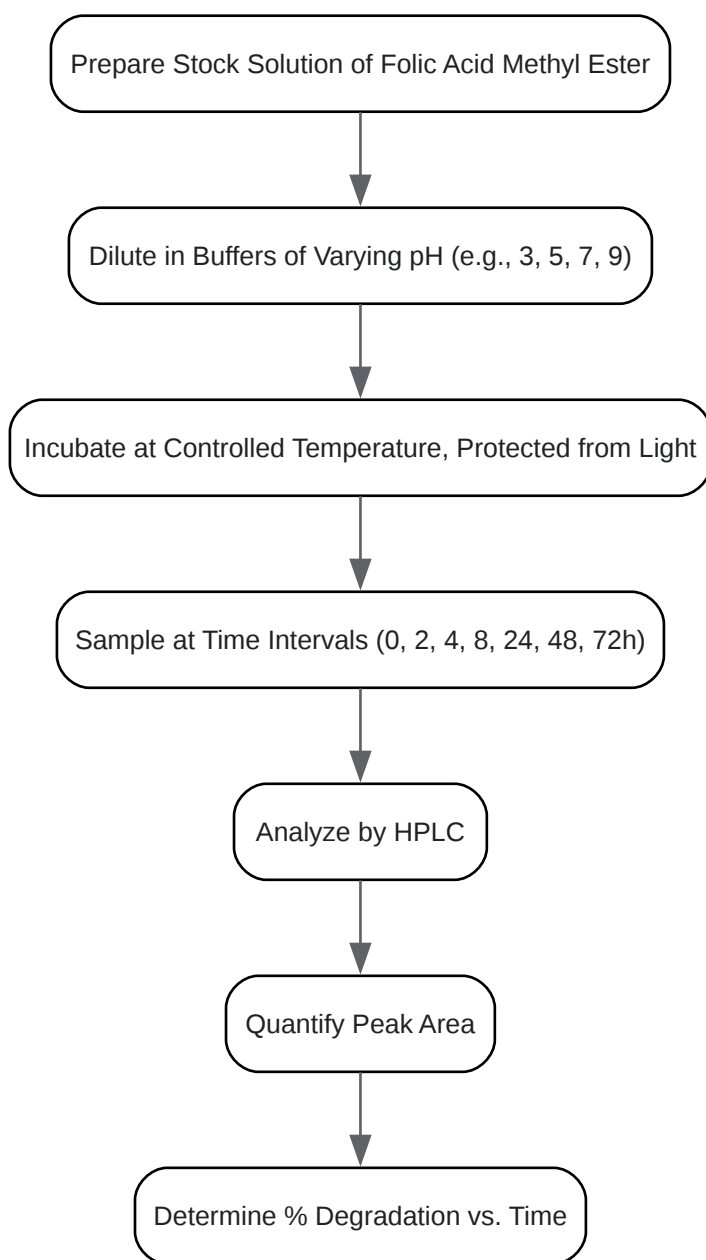 Prepare Stock Solution of Folic Acid Methyl Ester
Dilute in Buffers of Varying pH (e.g., 3, 5, 7, 9)
Incubate at Controlled Temperature, Protected from Light
Sample at Time Intervals (0, 2, 4, 8, 24, 48, 72h)
Analyze by HPLC
Quantify Peak Area
Determine % Degradation vs. Time